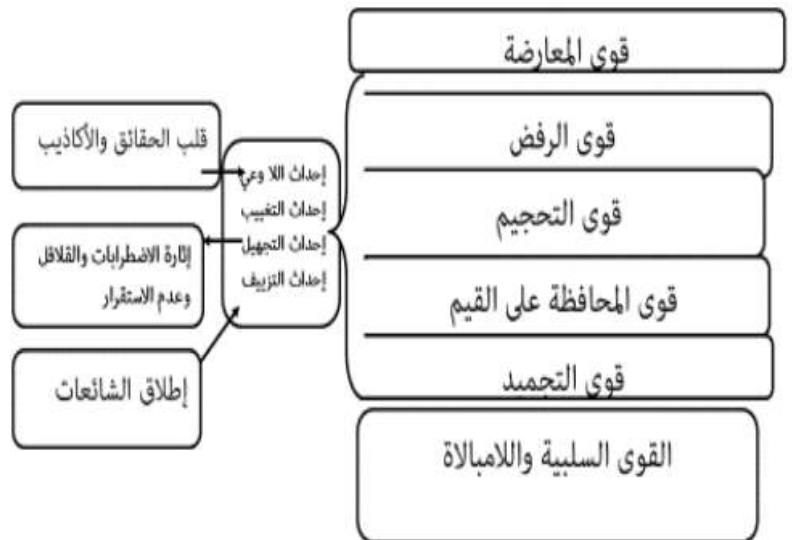 قوى المعارضة
قوى الرفض
قوى التحجيم
قوى المحافظة على القيم
قوى التجميد
القوى السلبية واللامبالاة
إحداث اللا وعي
إحداث التغييب
إحداث التجهيل
إحداث التزييف
قلب الحقائق والأكاذيب
إثارة الاضطرابات والقلاقل
وعدم الاستقرار
إطلاق الشائعات